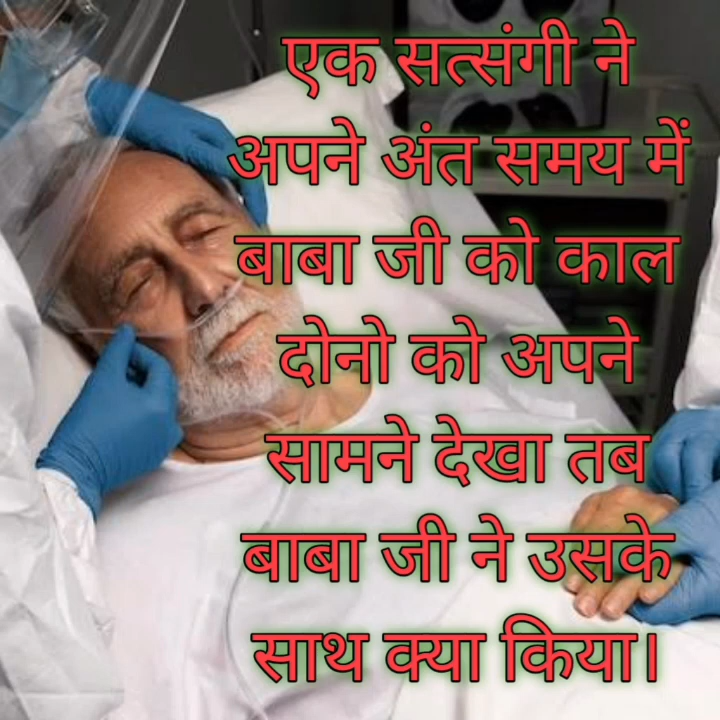 एक सत्संगी ने
अपने अंत समय में
बाबा जी को काल
दोनो को अपने
सामने देखा तब
बाबा जी ने उसके
साथ क्या किया।